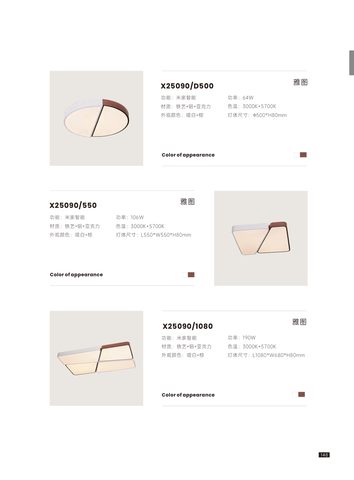 雅图
X25090/D500
功能：米家智能
功率：64W
材质：铁艺+铝+亚克力
色温：3000K+5700K
外观颜色：暗白+棕
灯体尺寸：Φ500*H80mm
Color of appearance
雅图
X25090/550
功能：米家智能
功率：106W
材质：铁艺+铝+亚克力
色温：3000K+5700K
外观颜色：暗白+棕
灯体尺寸：L550*W550*H80mm
Color of appearance
雅图
X25090/1080
功能：米家智能
功率：190W
材质：铁艺+铝+亚克力
色温：3000K+5700K
外观颜色：暗白+棕
灯体尺寸：L1080*W680*H80mm
Color of appearance